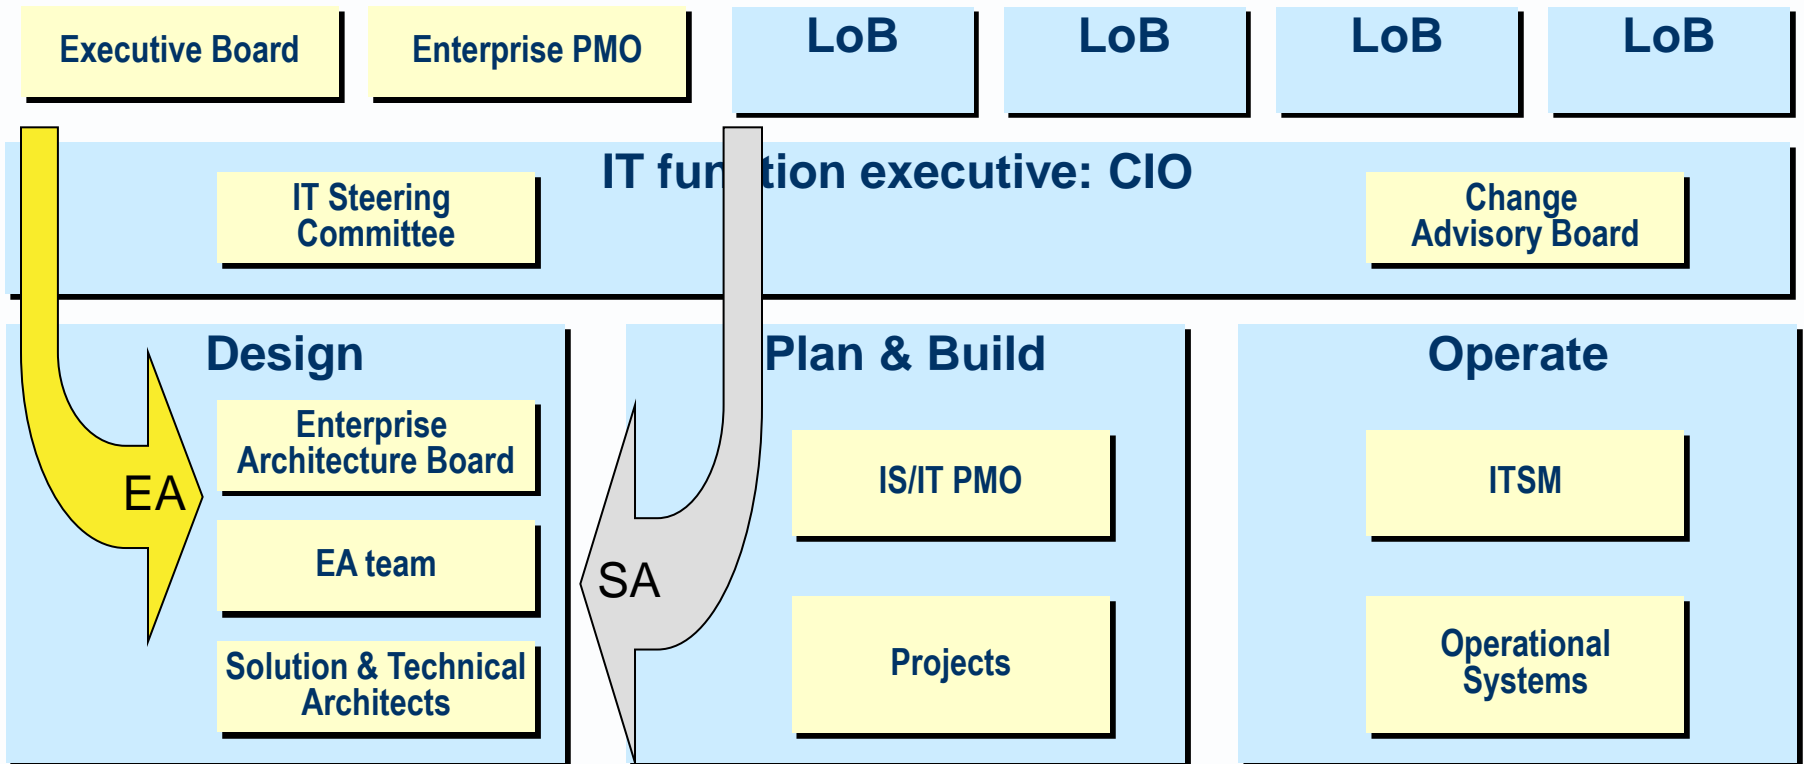 Executive Board
Enterprise PMO
LoB
LoB
LoB
LoB
IT function executive: CIO
IT Steering
Committee
Change
Advisory Board
Design
Enterprise
Architecture Board
EA team
Solution & Technical
Architects
EA
SA
Plan & Build
IS/IT PMO
Projects
Operate
ITSM
Operational
Systems